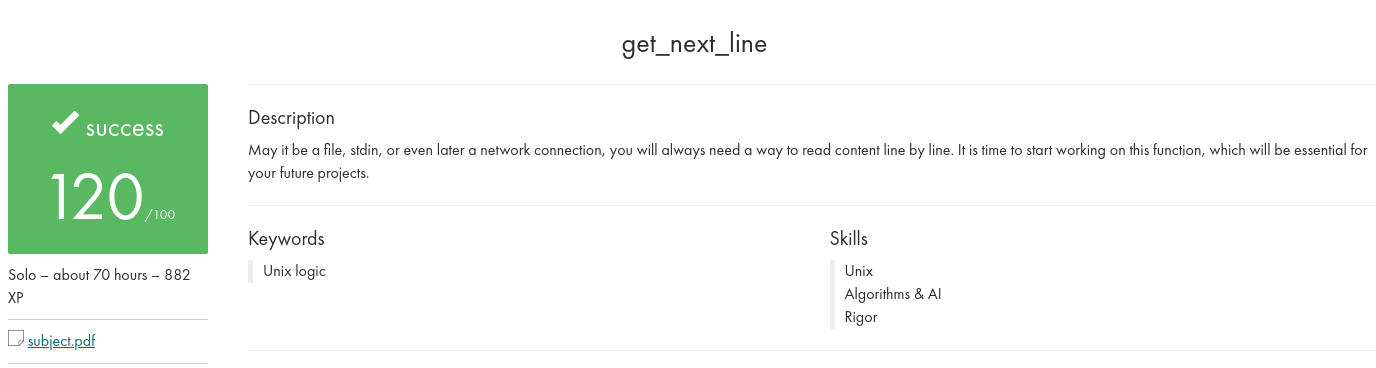 get_next_line
success
120/100
Solo – about 70 hours – 882
XP
subject.pdf
Description
May it be a file, stdin, or even later a network connection, you will always need a way to read content line by line. It is time to start working on this function, which will be essential for
your future projects.
Keywords
Unix logic
Skills
Unix
Algorithms & AI
Rigor